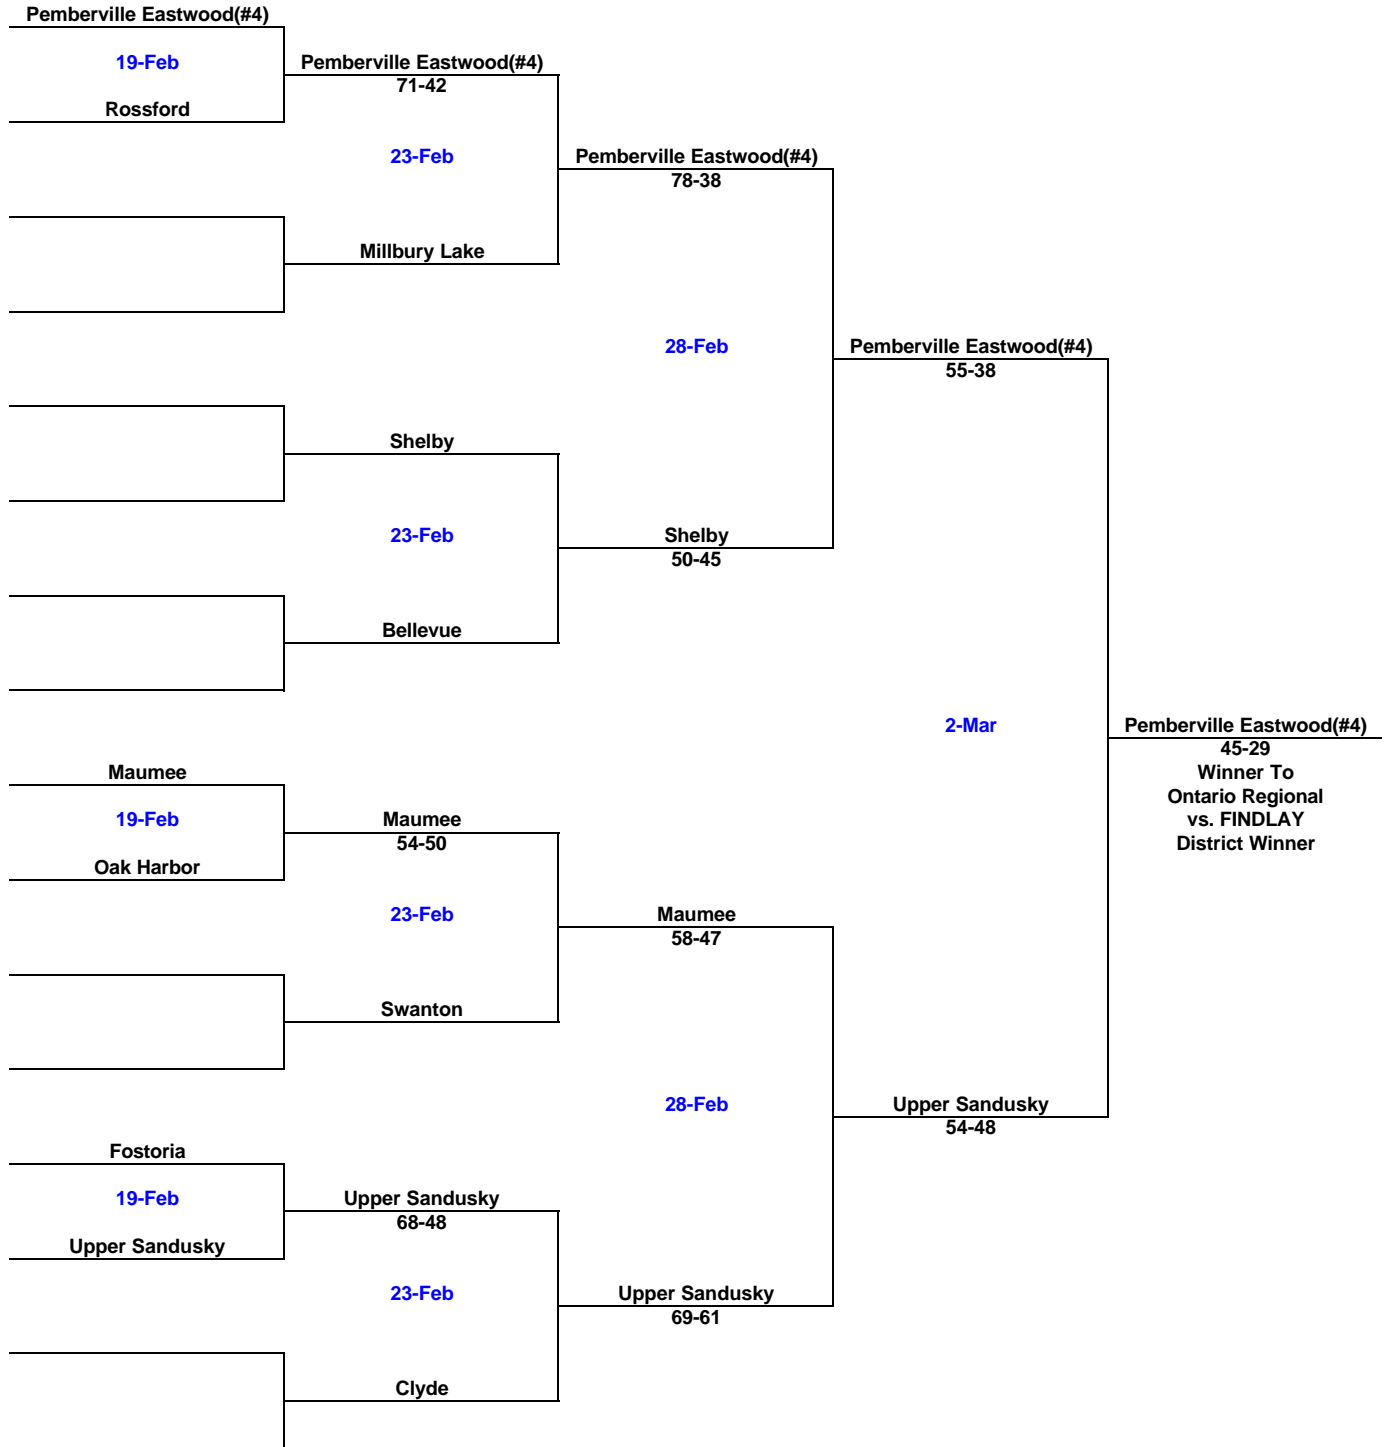 Pemberville Eastwood(#4)
19-Feb
Pemberville Eastwood(#4)
71-42
Rossford
23-Feb
Pemberville Eastwood(#4)
78-38
Millbury Lake
28-Feb
Pemberville Eastwood(#4)
55-38
Shelby
23-Feb
Shelby
50-45
Bellevue
2-Mar
Pemberville Eastwood(#4)
45-29
Winner To
Ontario Regional
vs. FINDLAY
District Winner
Maumee
19-Feb
Maumee
54-50
Oak Harbor
23-Feb
Maumee
58-47
Swanton
28-Feb
Upper Sandusky
54-48
Fostoria
19-Feb
Upper Sandusky
68-48
Upper Sandusky
23-Feb
Upper Sandusky
69-61
Clyde